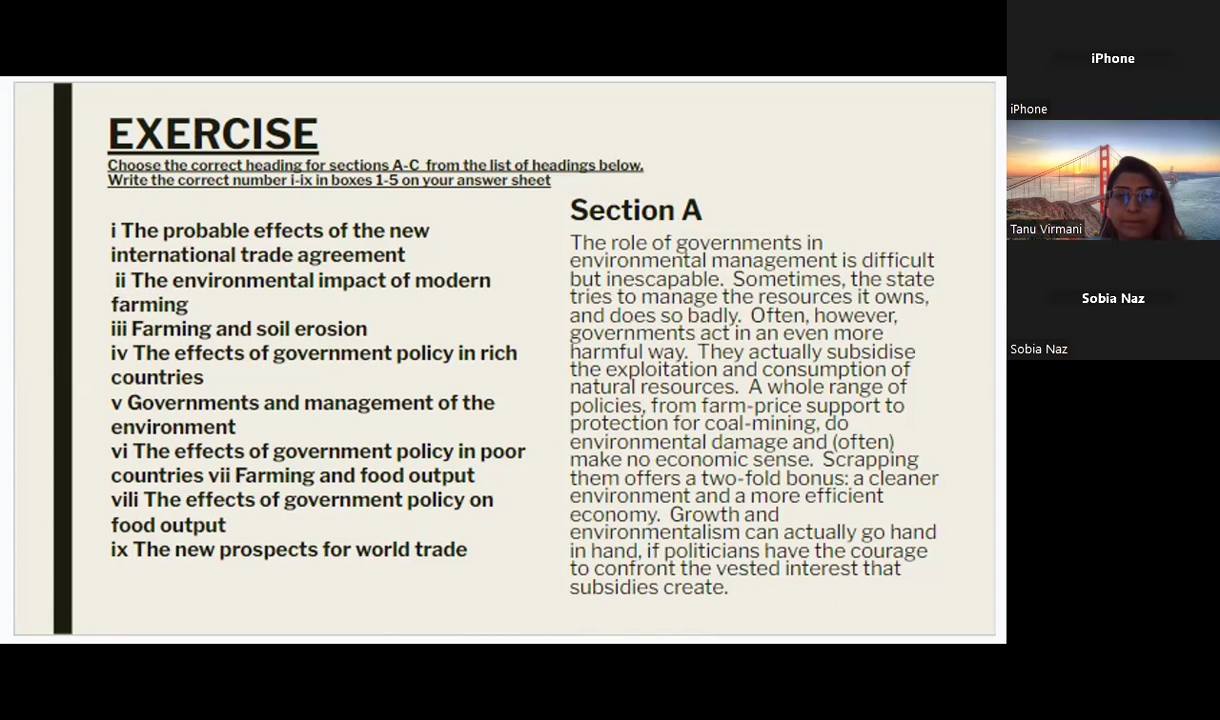 EXERCISE
Choose the correct heading for sections A-C from the list of headings below.
Write the correct number i-ix in boxes 1-5 on your answer sheet
i The probable effects of the new
international trade agreement
ii The environmental impact of modern
farming
iii Farming and soil erosion
iv The effects of government policy in rich
countries
v Governments and management of the
environment
vi The effects of government policy in poor
countries vii Farming and food output
vili The effects of government policy on
food output
ix The new prospects for world trade
Section A
The role of governments in
environmental management is difficult
but inescapable. Sometimes, the state
tries to manage the resources it owns,
and does so badly. Often, however,
governments act in an even more
harmful way. They actually subsidise
the exploitation and consumption of
natural resources. A whole range of
policies, from farm-price support to
protection for coal-mining, do
environmental damage and (often)
make no economic sense. Scrapping
them offers a two-fold bonus: a cleaner
environment and a more efficient
economy. Growth and
environmentalism can actually go hand
in hand, if politicians have the courage
to confront the vested interest that
subsidies create.
iPhone
iPhone
Tanu Virmani
Sobia Naz
Sobia Naz